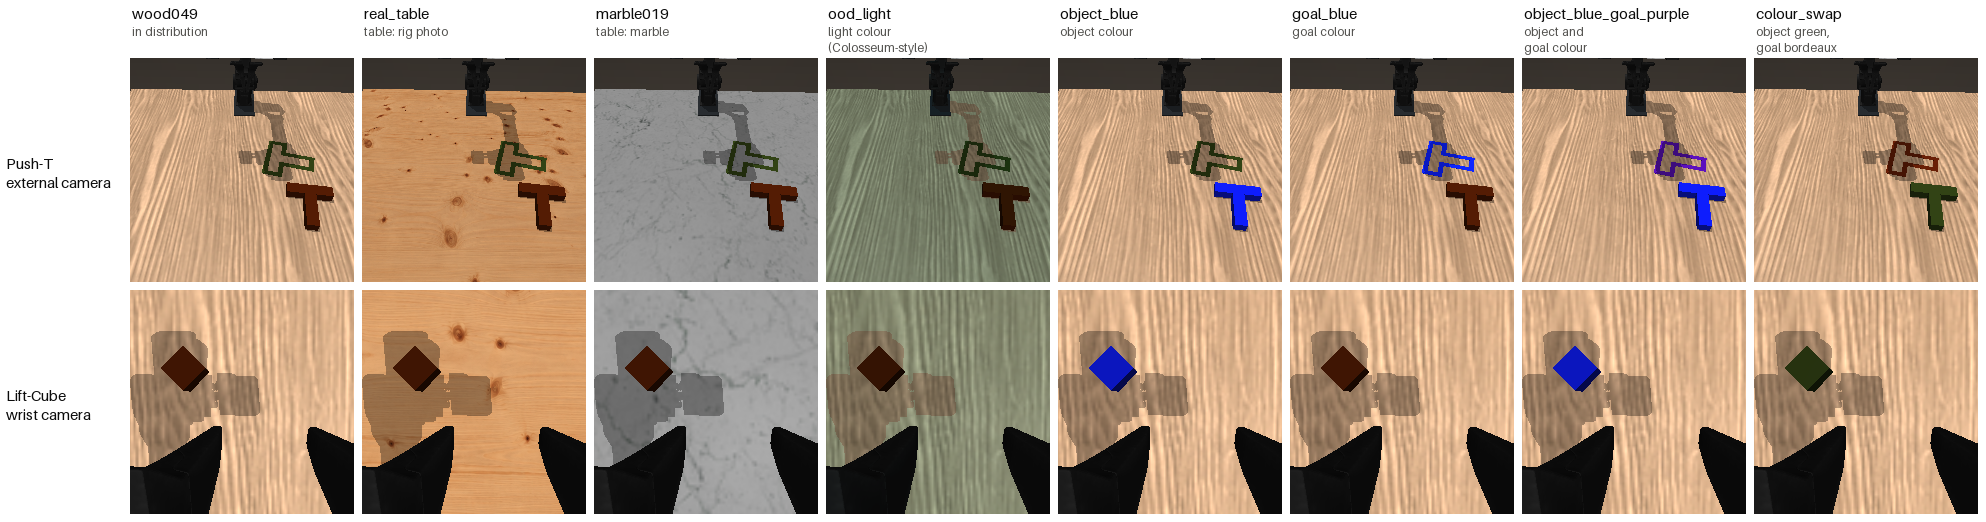 wood049
in distribution
real_table
table: rig photo
marble019
table: marble
ood_light
light colour
(Colosseum-style)
object_blue
object colour
goal_blue
goal colour
object_blue_goal_purple
object and
goal colour
colour_swap
object green,
goal bordeaux
Push-T
external camera
Lift-Cube
wrist camera